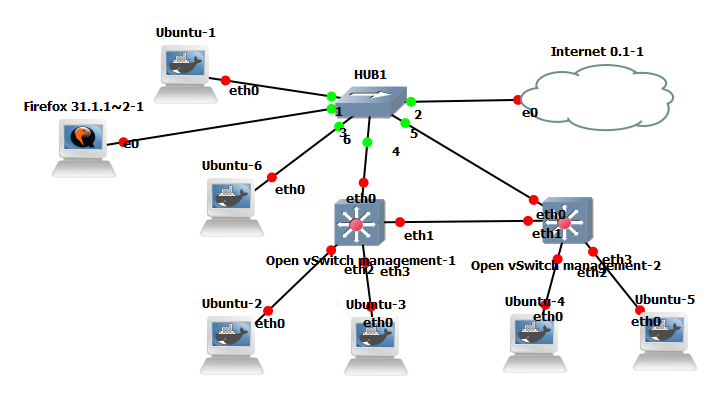 Ubuntu-1
Internet 0.1-1
HUB1
eth0
Firefox 31.1.1~2-1
1
2
e0
3
5
e0
6
4
Ubuntu-6
eth0
eth0
eth0
eth1
eth1
Open vSwitch management-1
eth3
Open vSwitch management-2
eth2
eth3
eth2
Ubuntu-2
Ubuntu-3
Ubuntu-4
Ubuntu-5
eth0
eth0
eth0
eth0